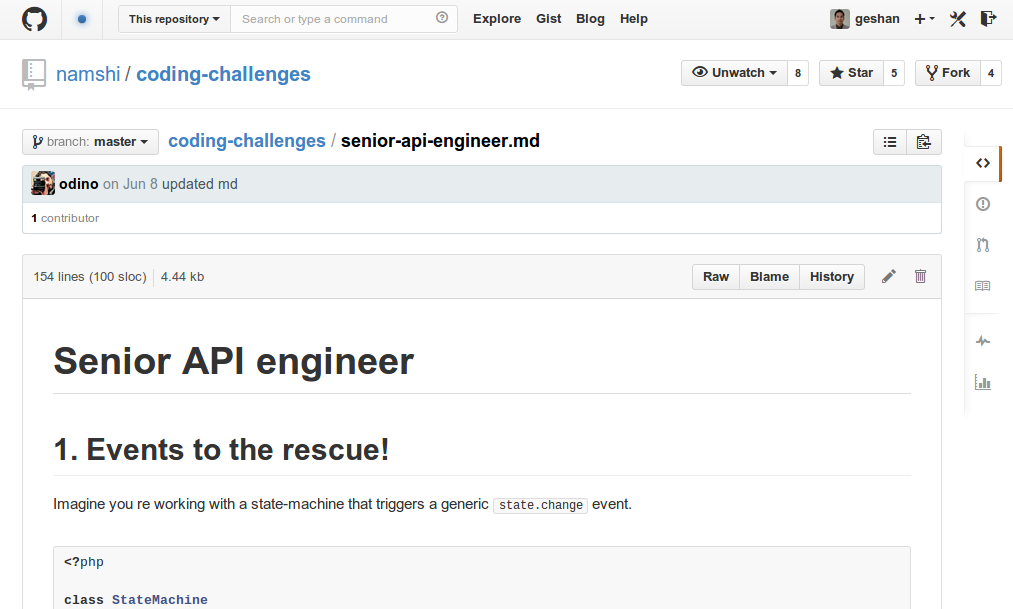 This repository Search or type a command Explore Gist Blog Help geshan
namshi / coding-challenges Unwatch 8 Star 5 Fork 4
branch: master coding-challenges / senior-api-engineer.md
odino on Jun 8 updated md
1 contributor
154 lines (100 sloc) 4.44 kb Raw Blame History
Senior API engineer
1. Events to the rescue!
Imagine you re working with a state-machine that triggers a generic state.change event.
<?php
class StateMachine